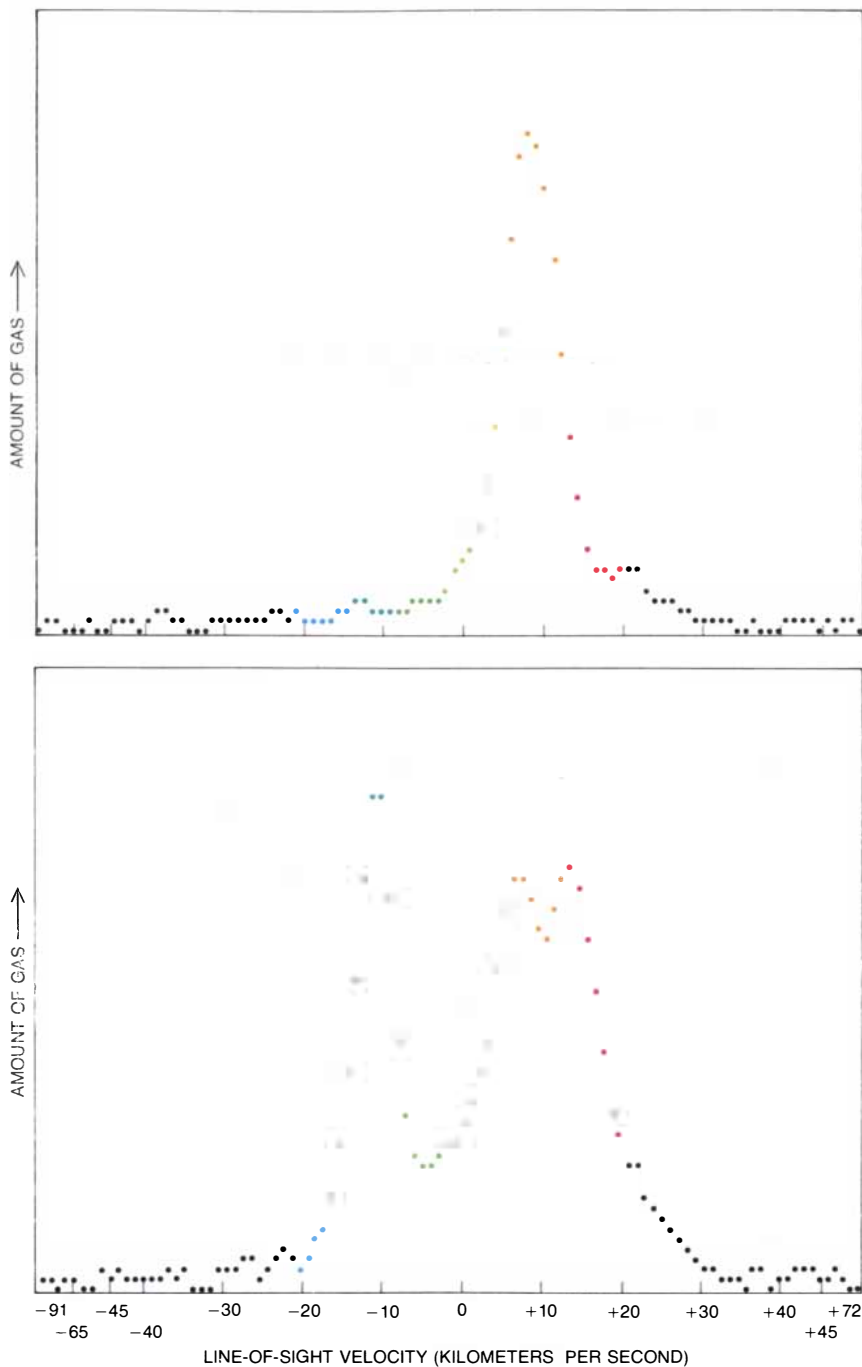 AMOUNT OF GAS
AMOUNT OF GAS
−91 −45 −30 −20 −10 0 +10 +20 +30 +40 +72
−65 −40 +45
LINE-OF-SIGHT VELOCITY (KILOMETERS PER SECOND)